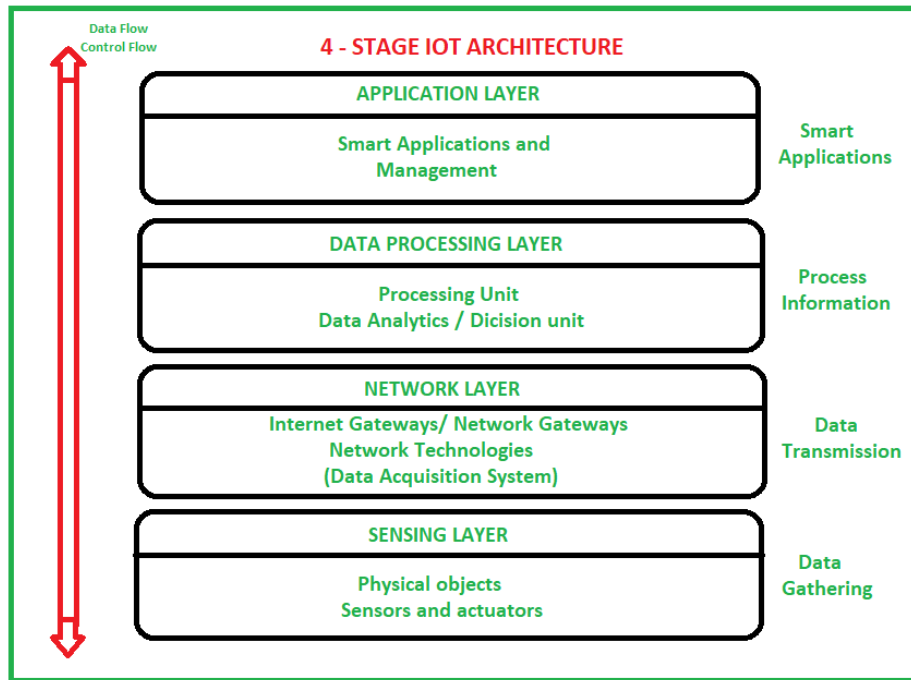 Data Flow
Control Flow
4 - STAGE IOT ARCHITECTURE
APPLICATION LAYER
Smart Applications and
Management
Smart
Applications
DATA PROCESSING LAYER
Processing Unit
Data Analytics / Dicision unit
Process
Information
NETWORK LAYER
Internet Gateways/ Network Gateways
Network Technologies
(Data Acquisition System)
Data
Transmission
SENSING LAYER
Physical objects
Sensors and actuators
Data
Gathering